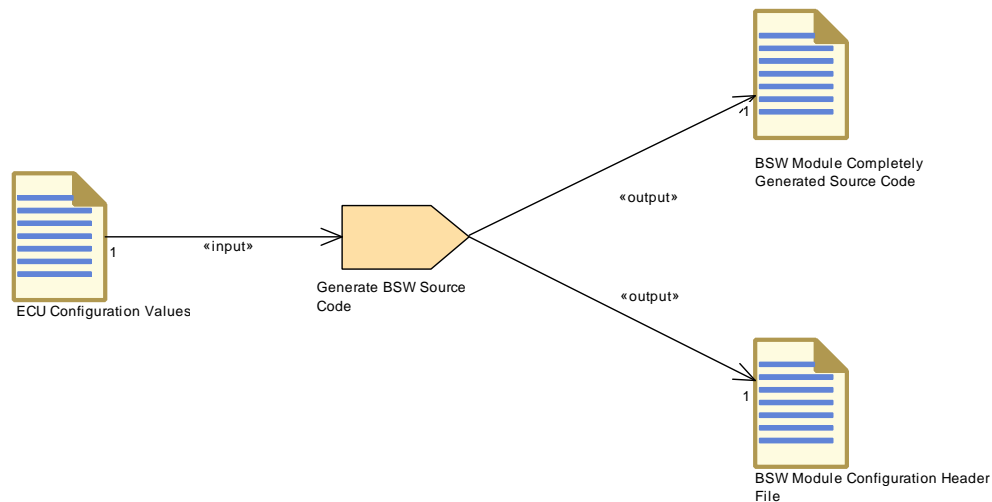 1
BSW Module Completely
Generated Source Code
«output»
1
«input»
ECU Configuration Values
Generate BSW Source
Code
«output»
1
BSW Module Configuration Header
File